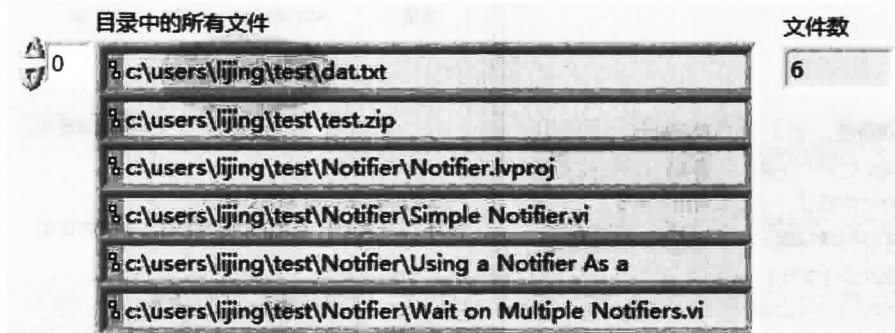 目录中的所有文件
文件数
0
c:\users\lijing\test\dat.txt
6
c:\users\lijing\test\test.zip
c:\users\lijing\test\Notifier\Notifier.lvproj
c:\users\lijing\test\Notifier\Simple Notifier.vi
c:\users\lijing\test\Notifier\Using a Notifier As a
c:\users\lijing\test\Notifier\Wait on Multiple Notifiers.vi